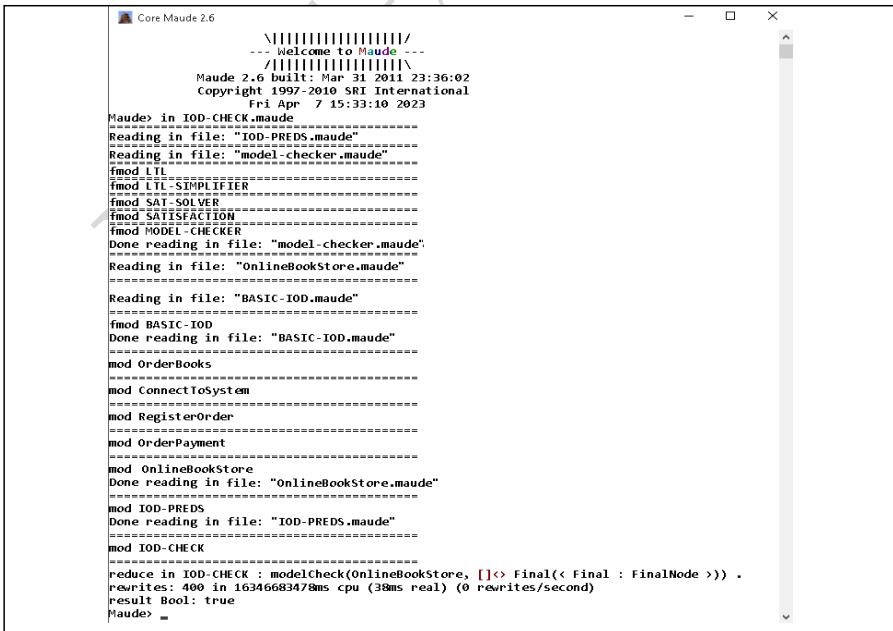 Core Maude 2.6
\||||||||||||||||||/
--- Welcome to Maude ---
/||||||||||||||||||\
Maude 2.6 built: Mar 31 2011 23:36:02
Copyright 1997-2010 SRI International
Fri Apr 7 15:33:10 2023
Maude> in IOD-CHECK.maude
==========================================
Reading in file: "IOD-PREDS.maude"
==========================================
Reading in file: "model-checker.maude"
==========================================
fmod LTL
==========================================
fmod LTL-SIMPLIFIER
==========================================
fmod SAT-SOLVER
==========================================
fmod SATISFACTION
==========================================
fmod MODEL-CHECKER
Done reading in file: "model-checker.maude"
==========================================
Reading in file: "OnlineBookStore.maude"
==========================================
Reading in file: "BASIC-IOD.maude"
==========================================
fmod BASIC-IOD
Done reading in file: "BASIC-IOD.maude"
==========================================
mod OrderBooks
==========================================
mod ConnectToSystem
==========================================
mod RegisterOrder
==========================================
mod OrderPayment
==========================================
mod OnlineBookStore
Done reading in file: "OnlineBookStore.maude"
==========================================
mod IOD-PREDS
Done reading in file: "IOD-PREDS.maude"
==========================================
mod IOD-CHECK
==========================================
reduce in IOD-CHECK : modelCheck(OnlineBookStore, []<> Final(< Final : FinalNode >)) .
rewrites: 400 in 16346683478ms cpu (38ms real) (0 rewrites/second)
result Bool: true
Maude> _